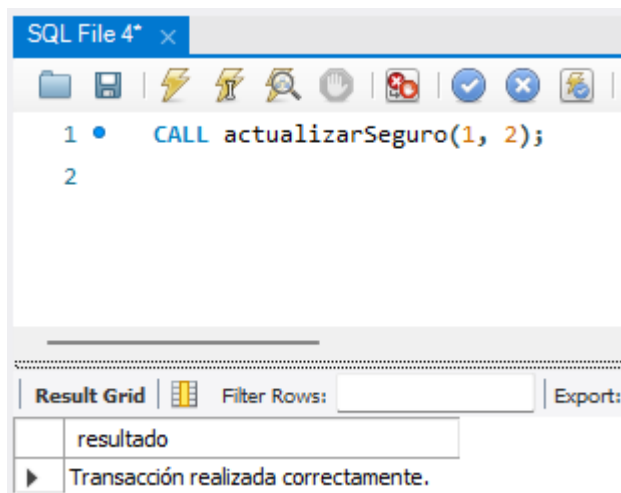 SQL File 4*
1 CALL actualizarSeguro(1, 2);
2
Result Grid Filter Rows: Export:
resultado
Transacción realizada correctamente.